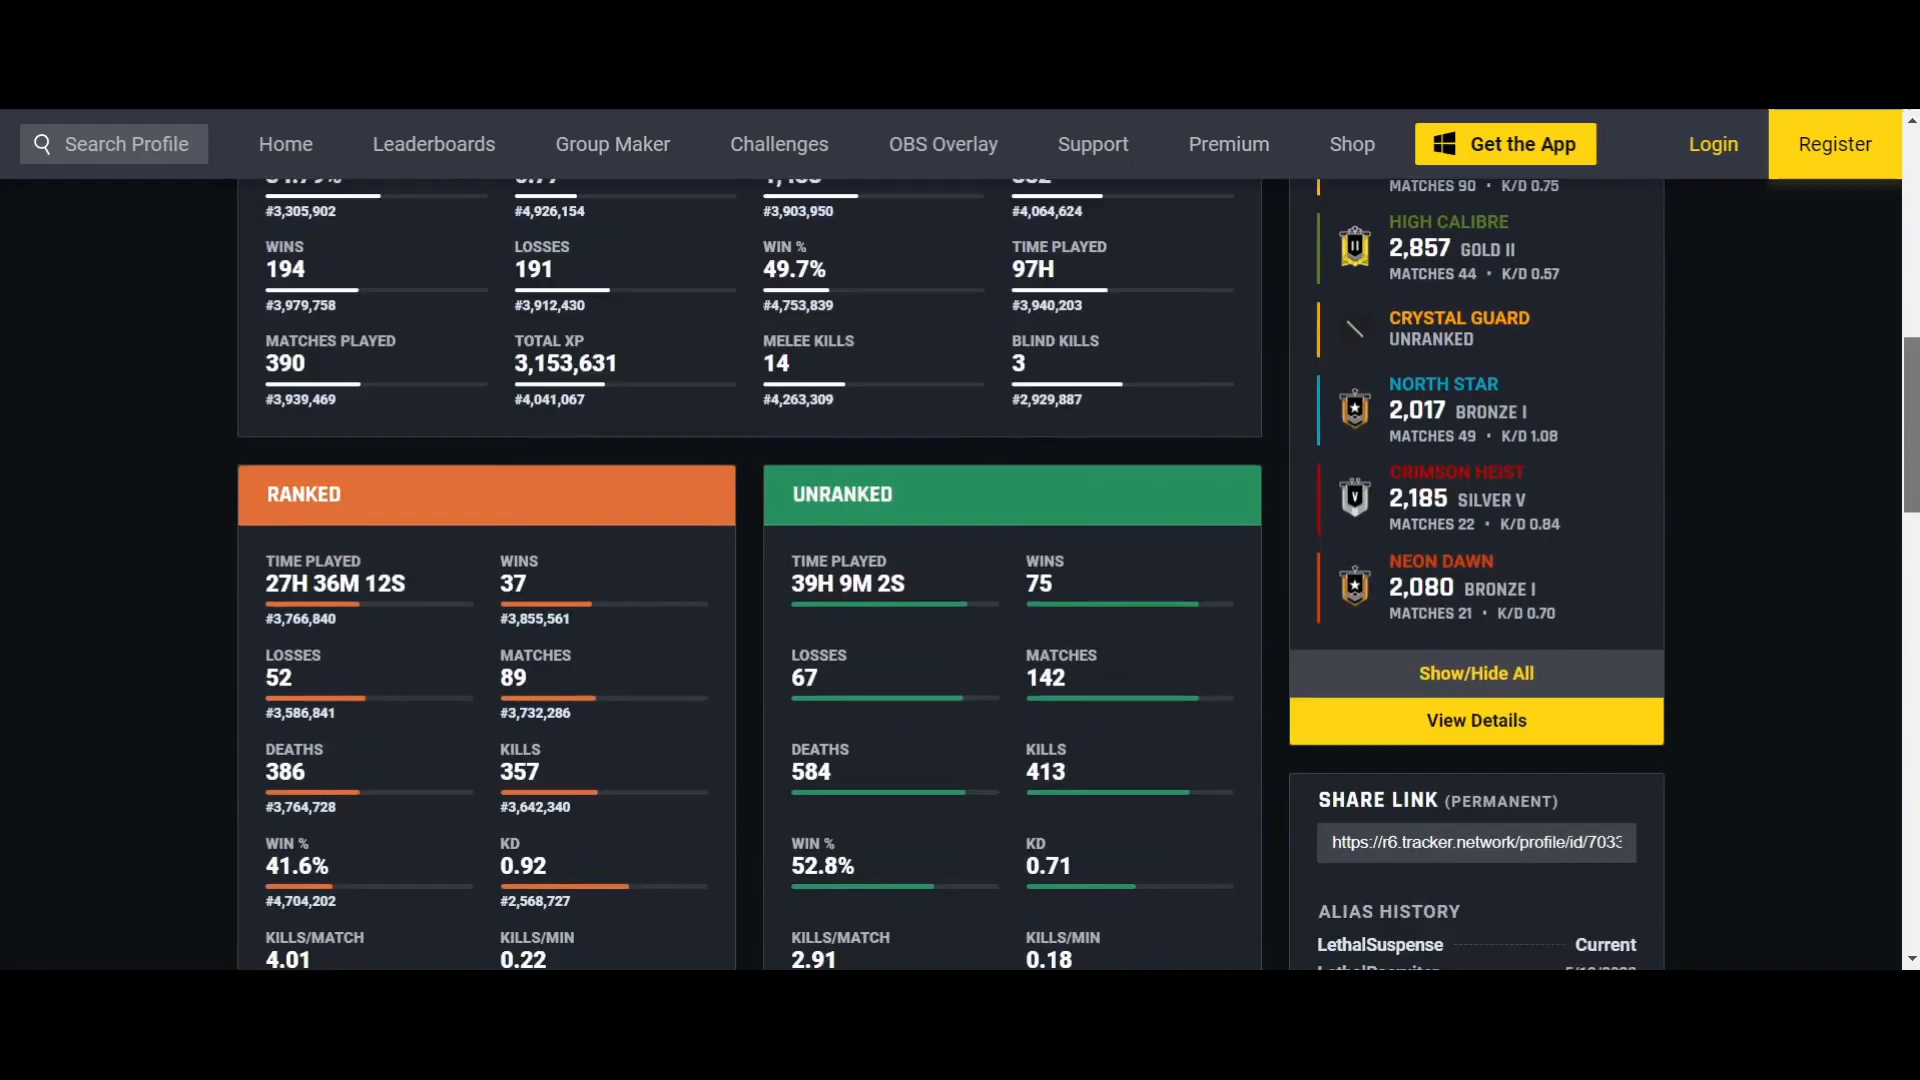 Search Profile
Home
Leaderboards
Group Maker
Challenges
OBS Overlay
Support
Premium
Shop
Get the App
Login
Register
#3,305,902
#4,926,154
#3,903,950
#4,064,624
WINS
194
#3,979,758
LOSSES
191
#3,912,430
WIN %
49.7%
#4,753,839
TIME PLAYED
97H
#3,940,203
MATCHES PLAYED
390
#3,939,469
TOTAL XP
3,153,631
#4,041,067
MELEE KILLS
14
#4,263,309
BLIND KILLS
3
#2,929,887
RANKED
TIME PLAYED
27H 36M 12S
#3,766,840
WINS
37
#3,855,561
LOSSES
52
#3,586,841
MATCHES
89
#3,732,286
DEATHS
386
#3,764,728
KILLS
357
#3,642,340
WIN %
41.6%
#4,704,202
KD
0.92
#2,568,727
KILLS/MATCH
4.01
KILLS/MIN
0.22
UNRANKED
TIME PLAYED
39H 9M 2S
WINS
75
LOSSES
67
MATCHES
142
DEATHS
584
KILLS
413
WIN %
52.8%
KD
0.71
KILLS/MATCH
2.91
KILLS/MIN
0.18
MATCHES 90 • K/D 0.75
HIGH CALIBRE
2,857 GOLD II
MATCHES 44 • K/D 0.57
CRYSTAL GUARD
UNRANKED
NORTH STAR
2,017 BRONZE I
MATCHES 49 • K/D 1.08
CRIMSON HEIST
2,185 SILVER V
MATCHES 22 • K/D 0.84
NEON DAWN
2,080 BRONZE I
MATCHES 21 • K/D 0.70
Show/Hide All
View Details
SHARE LINK (PERMANENT)
https://r6.tracker.network/profile/id/7033
ALIAS HISTORY
LethalSuspense Current